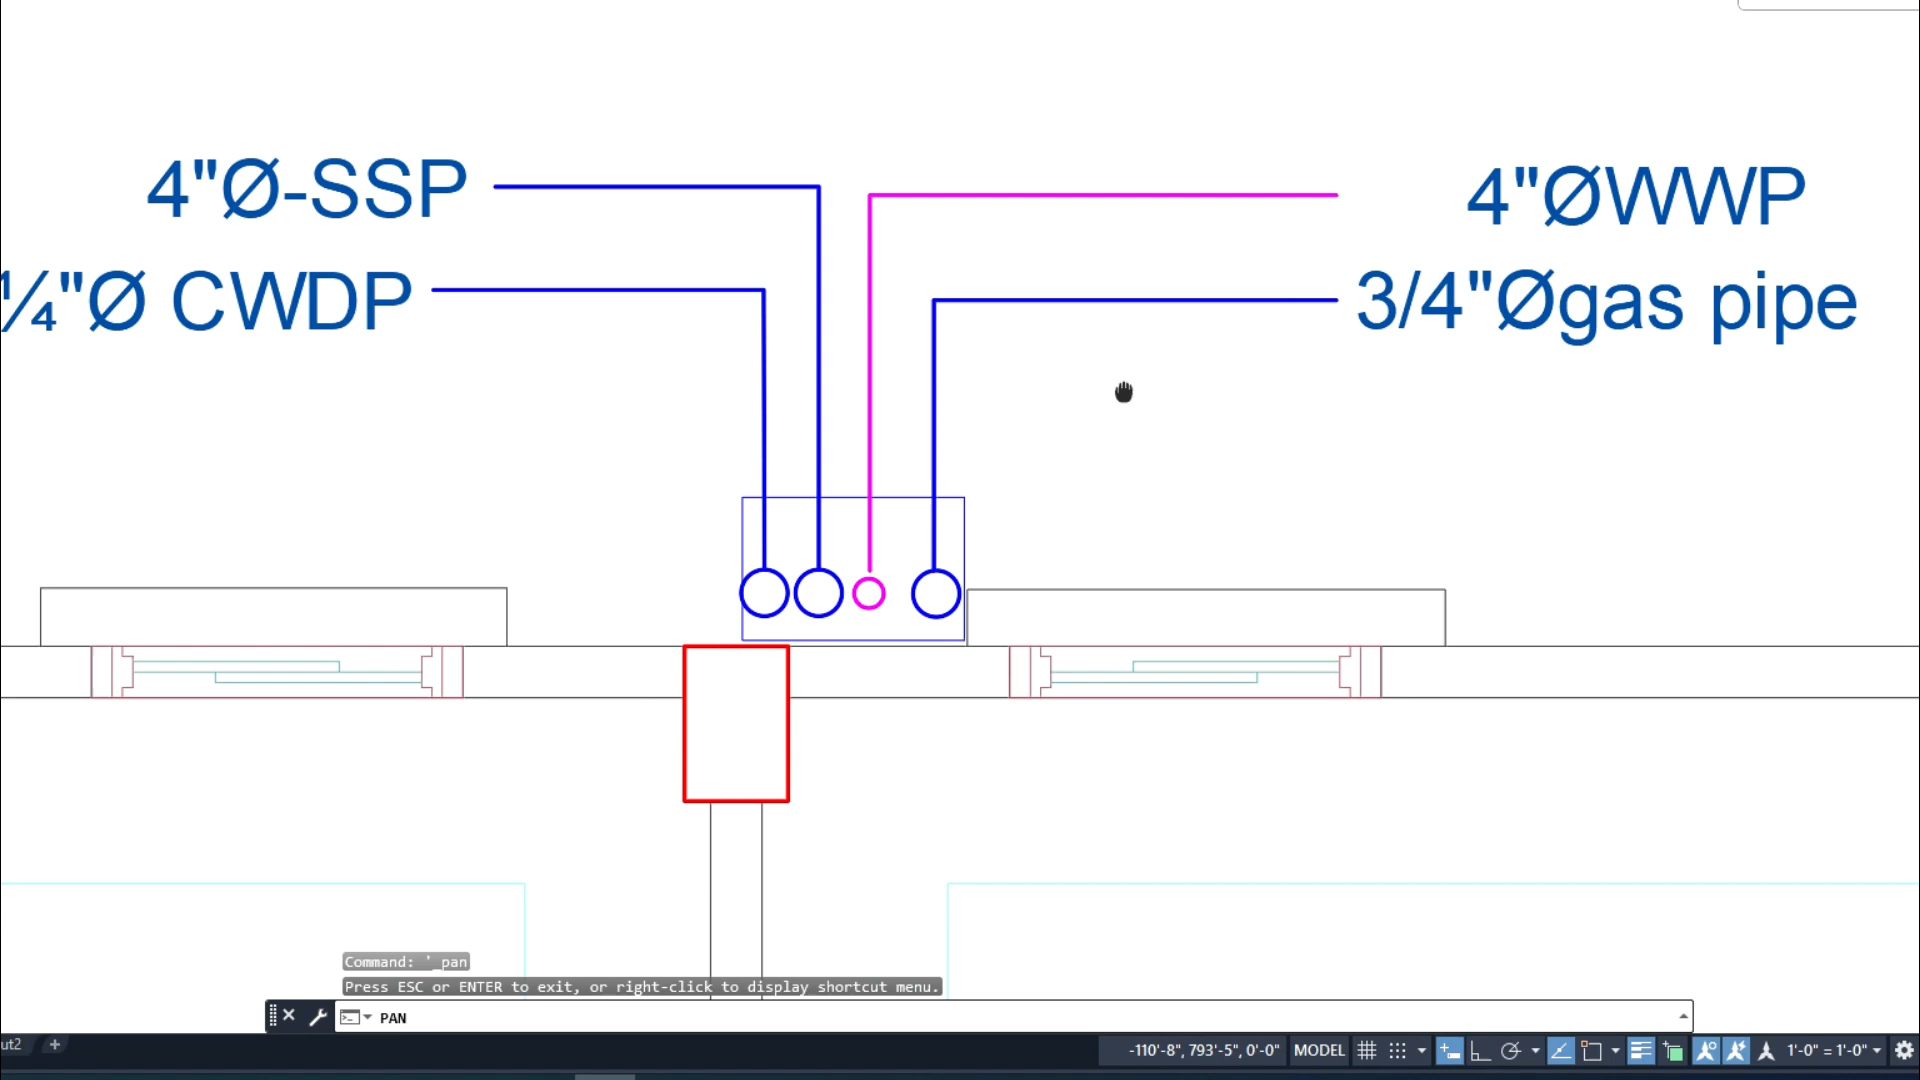 4"Ø-SSP
4"ØWWP
¼"Ø CWDP
3/4"Øgas pipe
Command: '_pan
Press ESC or ENTER to exit, or right-click to display shortcut menu.
PAN
ut2
-110'-8", 793'-5", 0'-0" MODEL 1'-0" = 1'-0"